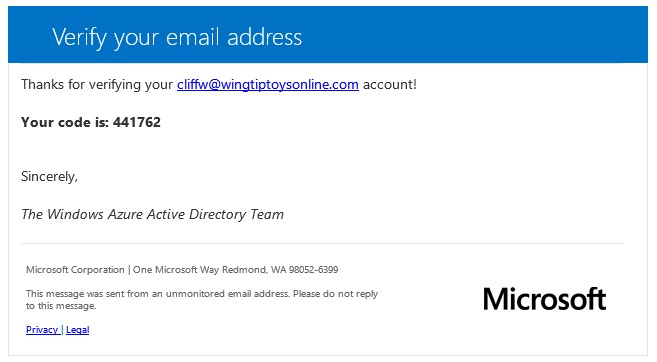 Verify your email address
Thanks for verifying your cliffw@wingtiptoysonline.com account!
Your code is: 441762
Sincerely,
The Windows Azure Active Directory Team
Microsoft Corporation | One Microsoft Way Redmond, WA 98052-6399
This message was sent from an unmonitored email address. Please do not reply
to this message.
Privacy | Legal
Microsoft